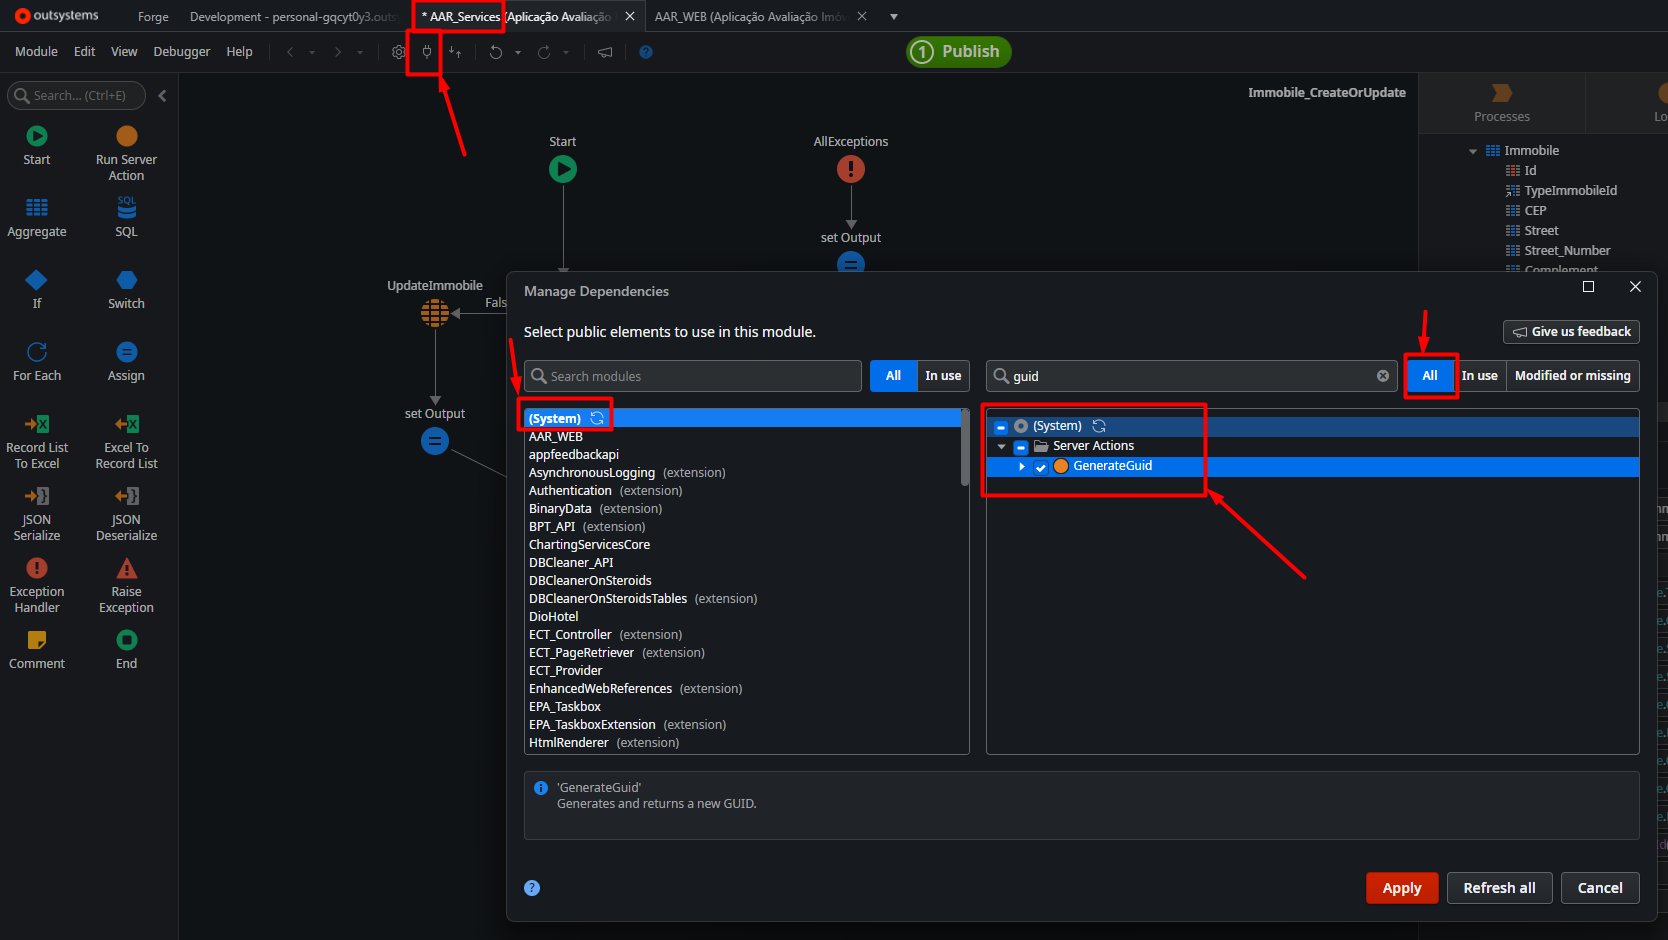 outsystems
Forge
Development - personal-gqcyt0y3.outs
* AAR_Services (Aplicação Avaliação
AAR_WEB (Aplicação Avaliação Imóv
Module
Edit
View
Debugger
Help
1 Publish
Search... (Ctrl+E)
Start
Run Server
Action
Aggregate
SQL
SQL
If
Switch
For Each
Assign
Record List
To Excel
Excel To
Record List
JSON
Serialize
JSON
Deserialize
Exception
Handler
Raise
Exception
Comment
End
Immobile_CreateOrUpdate
Start
AllExceptions
set Output
UpdateImmobile
Fals
set Output
Processes
Lo
Immobile
Id
TypeImmobileId
CEP
Street
Street_Number
Complement
Manage Dependencies
Select public elements to use in this module.
Give us feedback
Search modules
All
In use
guid
All
In use
Modified or missing
(System)
AAR_WEB
appfeedbackapi
AsynchronousLogging (extension)
Authentication (extension)
BinaryData (extension)
BPT_API (extension)
ChartingServicesCore
DBCleaner_API
DBCleanerOnSteroids
DBCleanerOnSteroidsTables (extension)
DioHotel
ECT_Controller (extension)
ECT_PageRetriever (extension)
ECT_Provider
EnhancedWebReferences (extension)
EPA_Taskbox
EPA_TaskboxExtension (extension)
HtmlRenderer (extension)
(System)
Server Actions
GenerateGuid
'GenerateGuid'
Generates and returns a new GUID.
?
Apply
Refresh all
Cancel